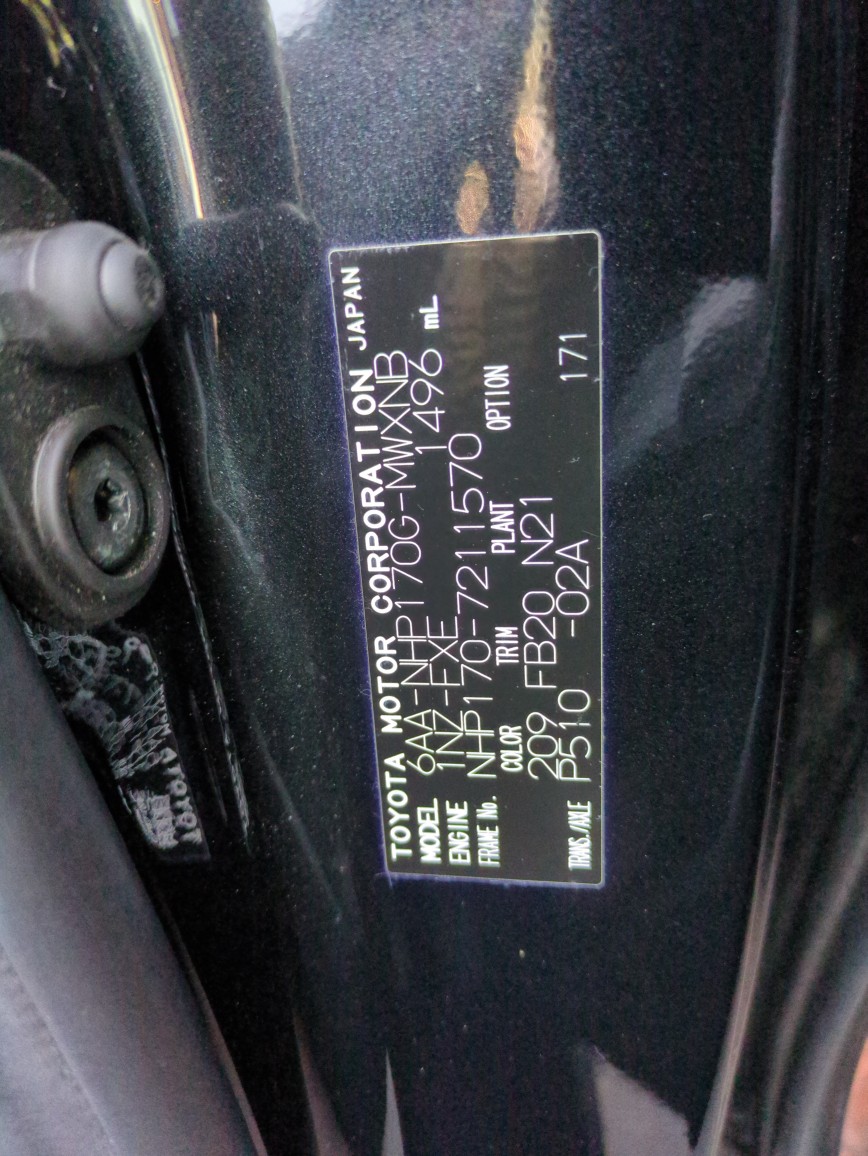 TOYOTA MOTOR CORPORATION JAPAN
MODEL 6AA-NHP170G-MWXNB
ENGINE 1NZ-FXE 1496 mL
FRAME No. NHP170-7211570
COLOR TRIM PLANT OPTION
209 FB20 N21
TRANS./AXLE P510 -02A 171